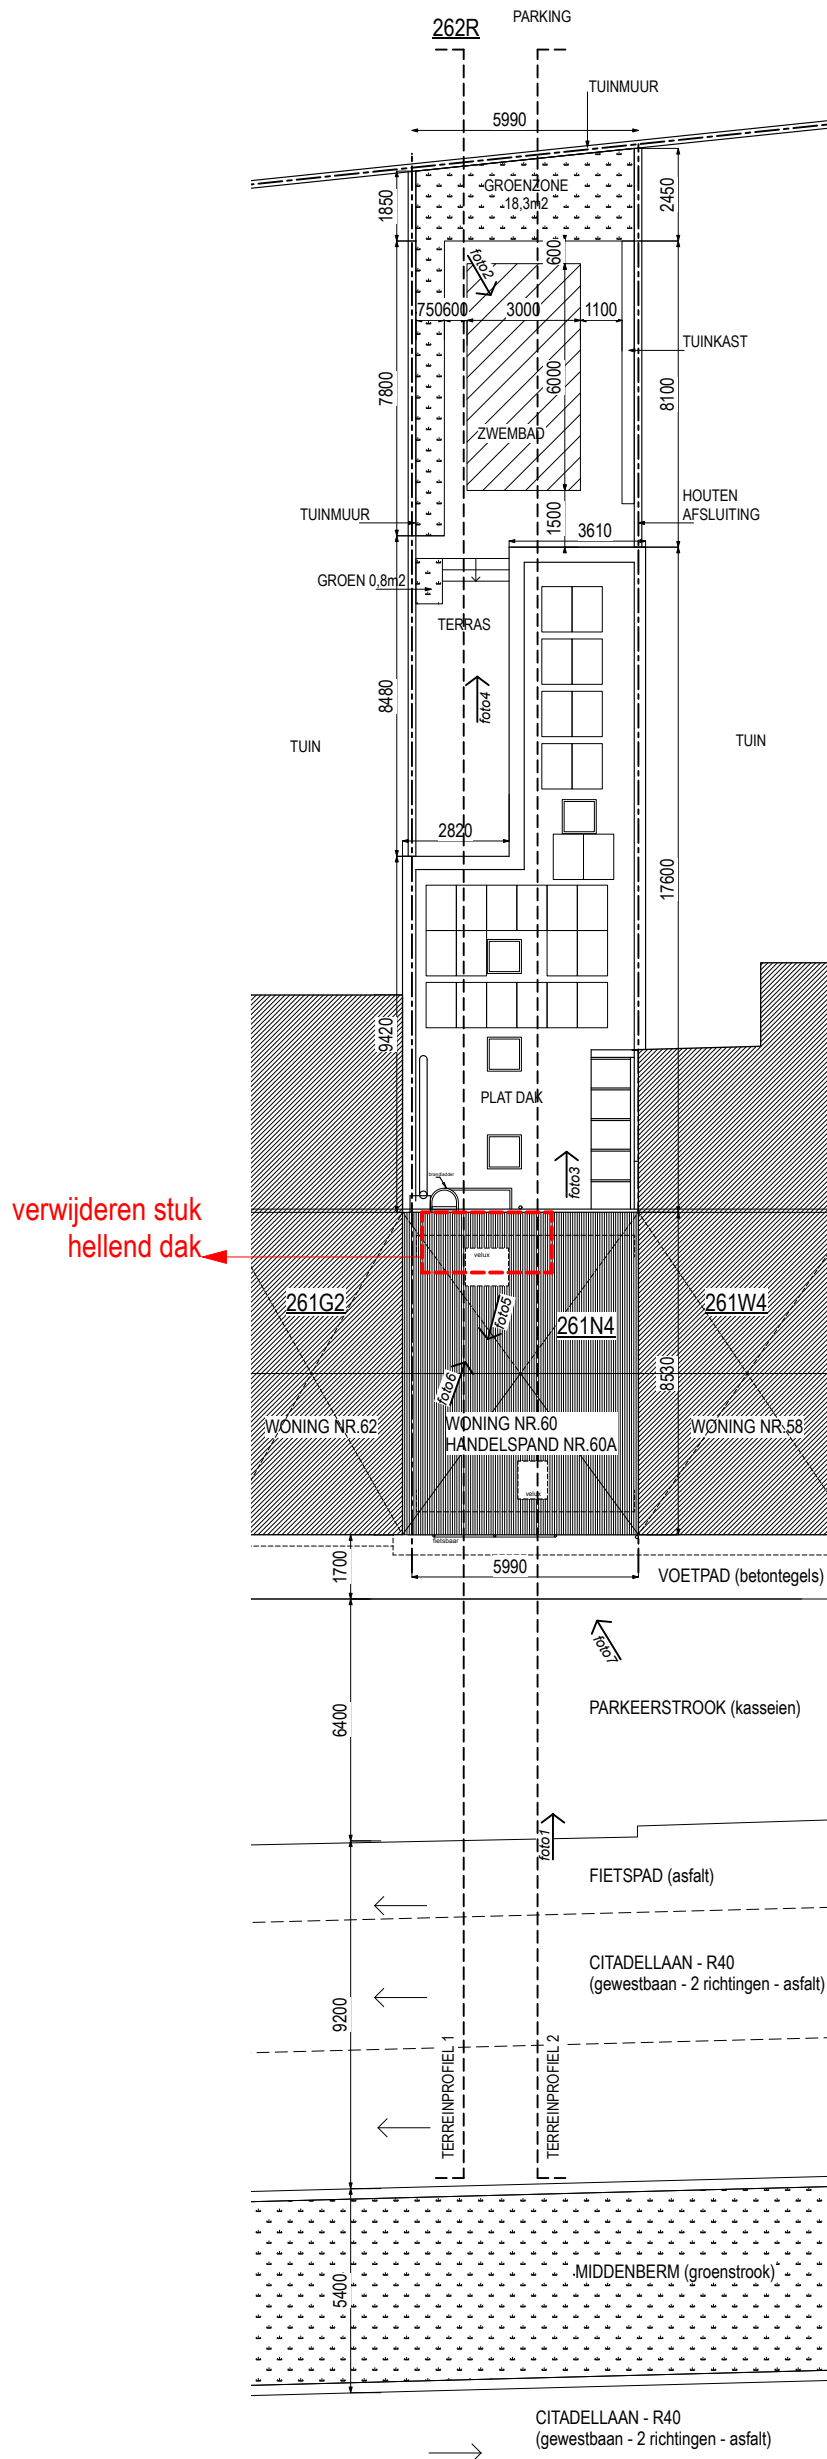 PARKING
262R
TUINMUUR
5990
GROENZONE
18,3m2
1850
2450
600
foto2
750
600
3000
1100
TUINKAST
7800
6000
8100
ZWEMBAD
TUINMUUR
1500
HOUTEN
AFSLUITING
3610
GROEN 0,8m2
TERRAS
foto4
8480
TUIN
TUIN
2820
17600
9420
PLAT DAK
foto3
brandladder
verwijderen stuk
hellend dak
velux
261G2
foto5
261N4
261W4
8530
foto6
WONING NR.62
WONING NR.60
HANDELSPAND NR.60A
WONING NR.58
velux
fietsbaar
1700
5990
VOETPAD (betontegels)
foto7
6400
PARKEERSTROOK (kasseien)
foto1
FIETSPAD (asfalt)
CITADELLAAN - R40
(gewestbaan - 2 richtingen - asfalt)
9200
TERREINPROFIEL 1
TERREINPROFIEL 2
MIDDENBERM (groenstrook)
5400
CITADELLAAN - R40
(gewestbaan - 2 richtingen - asfalt)